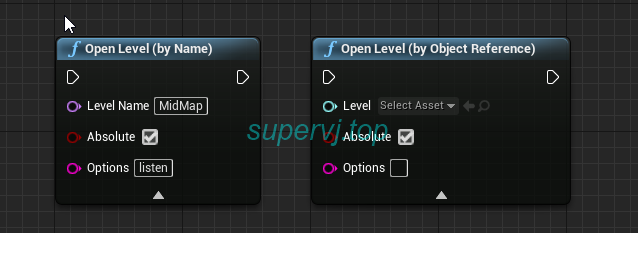 f Open Level (by Name)
Level Name MidMap
Absolute
Options listen
f Open Level (by Object Reference)
Level Select Asset
Absolute
Options
supervj.top